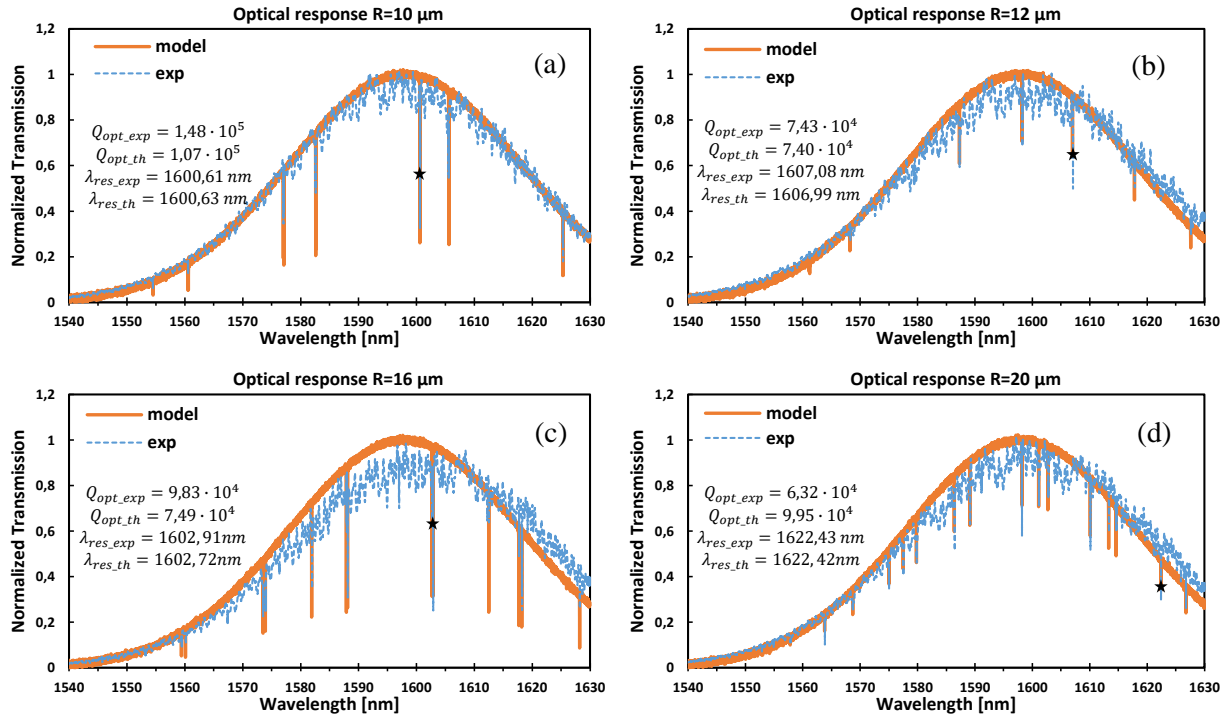 Optical response R=10 µm
1,2
1
0,8
0,6
0,4
0,2
0
Normalized Transmission
model
exp
(a)
Q_opt_exp = 1,48 · 10^5
Q_opt_th = 1,07 · 10^5
λ_res_exp = 1600,61 nm
λ_res_th = 1600,63 nm
1540 1550 1560 1570 1580 1590 1600 1610 1620 1630
Wavelength [nm]
Optical response R=12 µm
1,2
1
0,8
0,6
0,4
0,2
0
Normalized Transmission
model
exp
(b)
Q_opt_exp = 7,43 · 10^4
Q_opt_th = 7,40 · 10^4
λ_res_exp = 1607,08 nm
λ_res_th = 1606,99 nm
1540 1550 1560 1570 1580 1590 1600 1610 1620 1630
Wavelength [nm]
Optical response R=16 µm
1,2
1
0,8
0,6
0,4
0,2
0
Normalized Transmission
model
exp
(c)
Q_opt_exp = 9,83 · 10^4
Q_opt_th = 7,49 · 10^4
λ_res_exp = 1602,91nm
λ_res_th = 1602,72nm
1540 1550 1560 1570 1580 1590 1600 1610 1620 1630
Wavelength [nm]
Optical response R=20 µm
1,2
1
0,8
0,6
0,4
0,2
0
Normalized Transmission
model
exp
(d)
Q_opt_exp = 6,32 · 10^4
Q_opt_th = 9,95 · 10^4
λ_res_exp = 1622,43 nm
λ_res_th = 1622,42nm
1540 1550 1560 1570 1580 1590 1600 1610 1620 1630
Wavelength [nm]